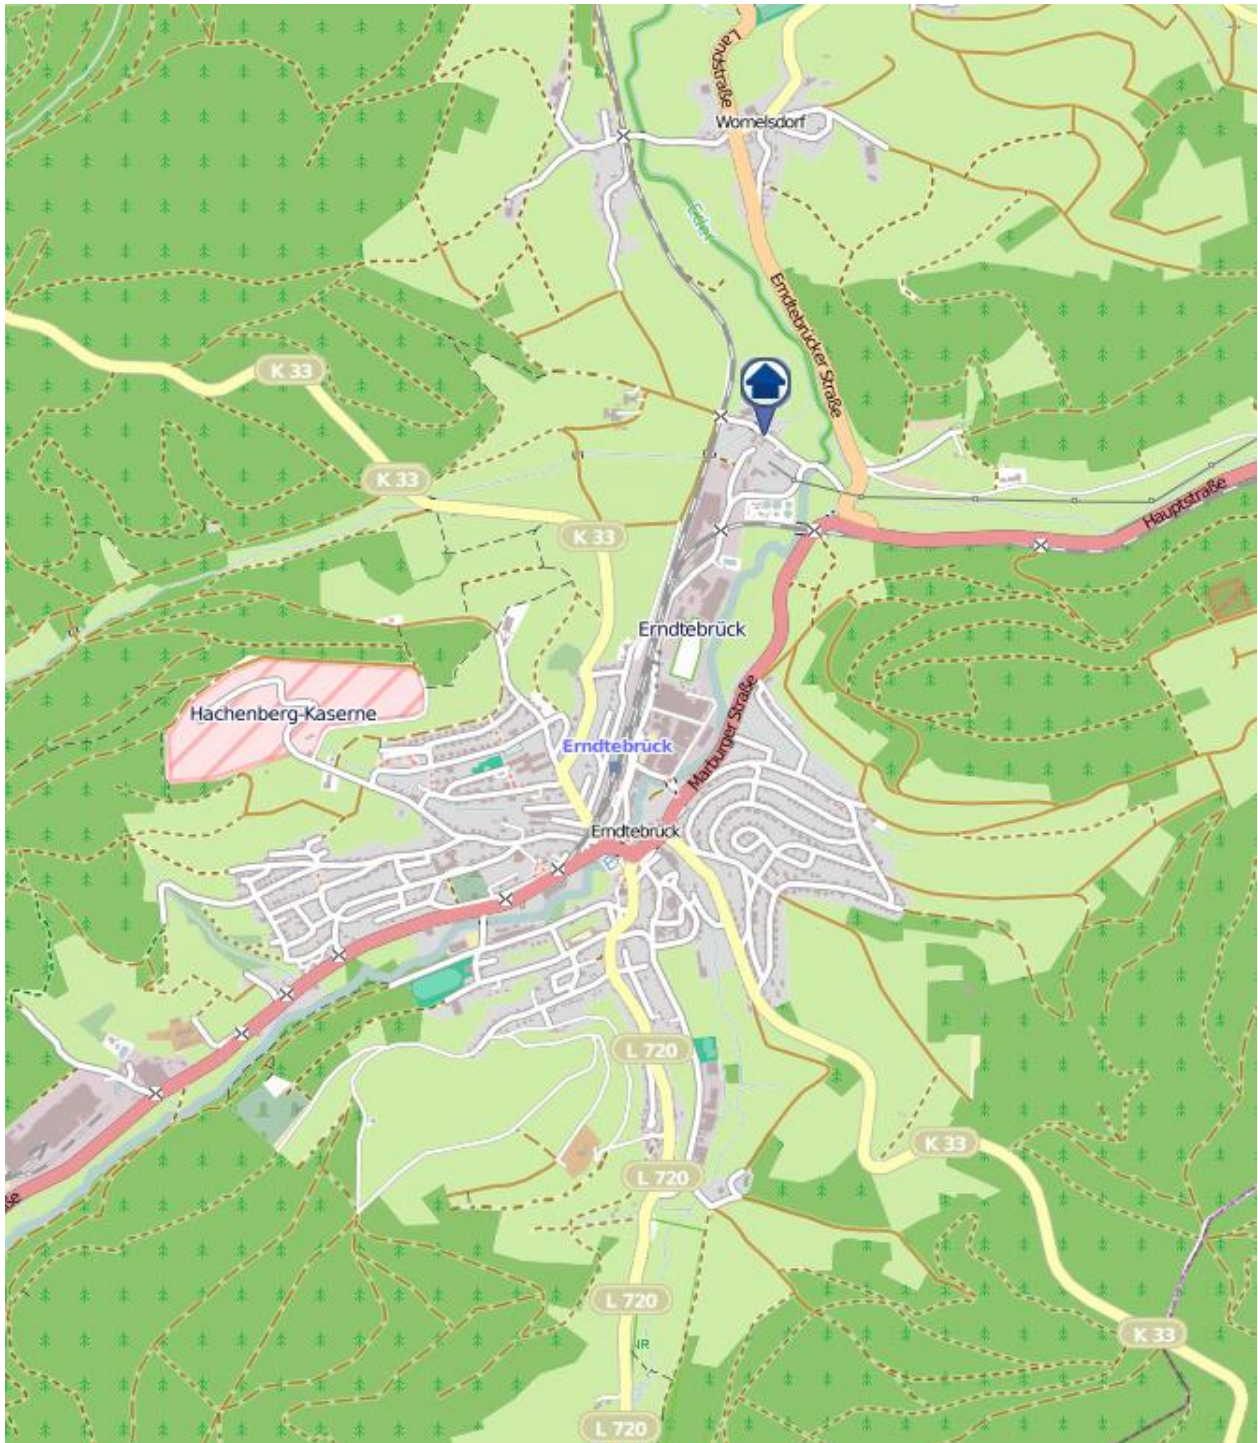 Landstraße
Womelsdorf
Eder
Erndtebrücker Straße
K 33
K 33
Hauptstraße
K 33
Erndtebrück
Hachenberg-Kaserne
Marburger Straße
Erndtebrück
Erndtebrück
L 720
K 33
L 720
L 720
K 33
L 720